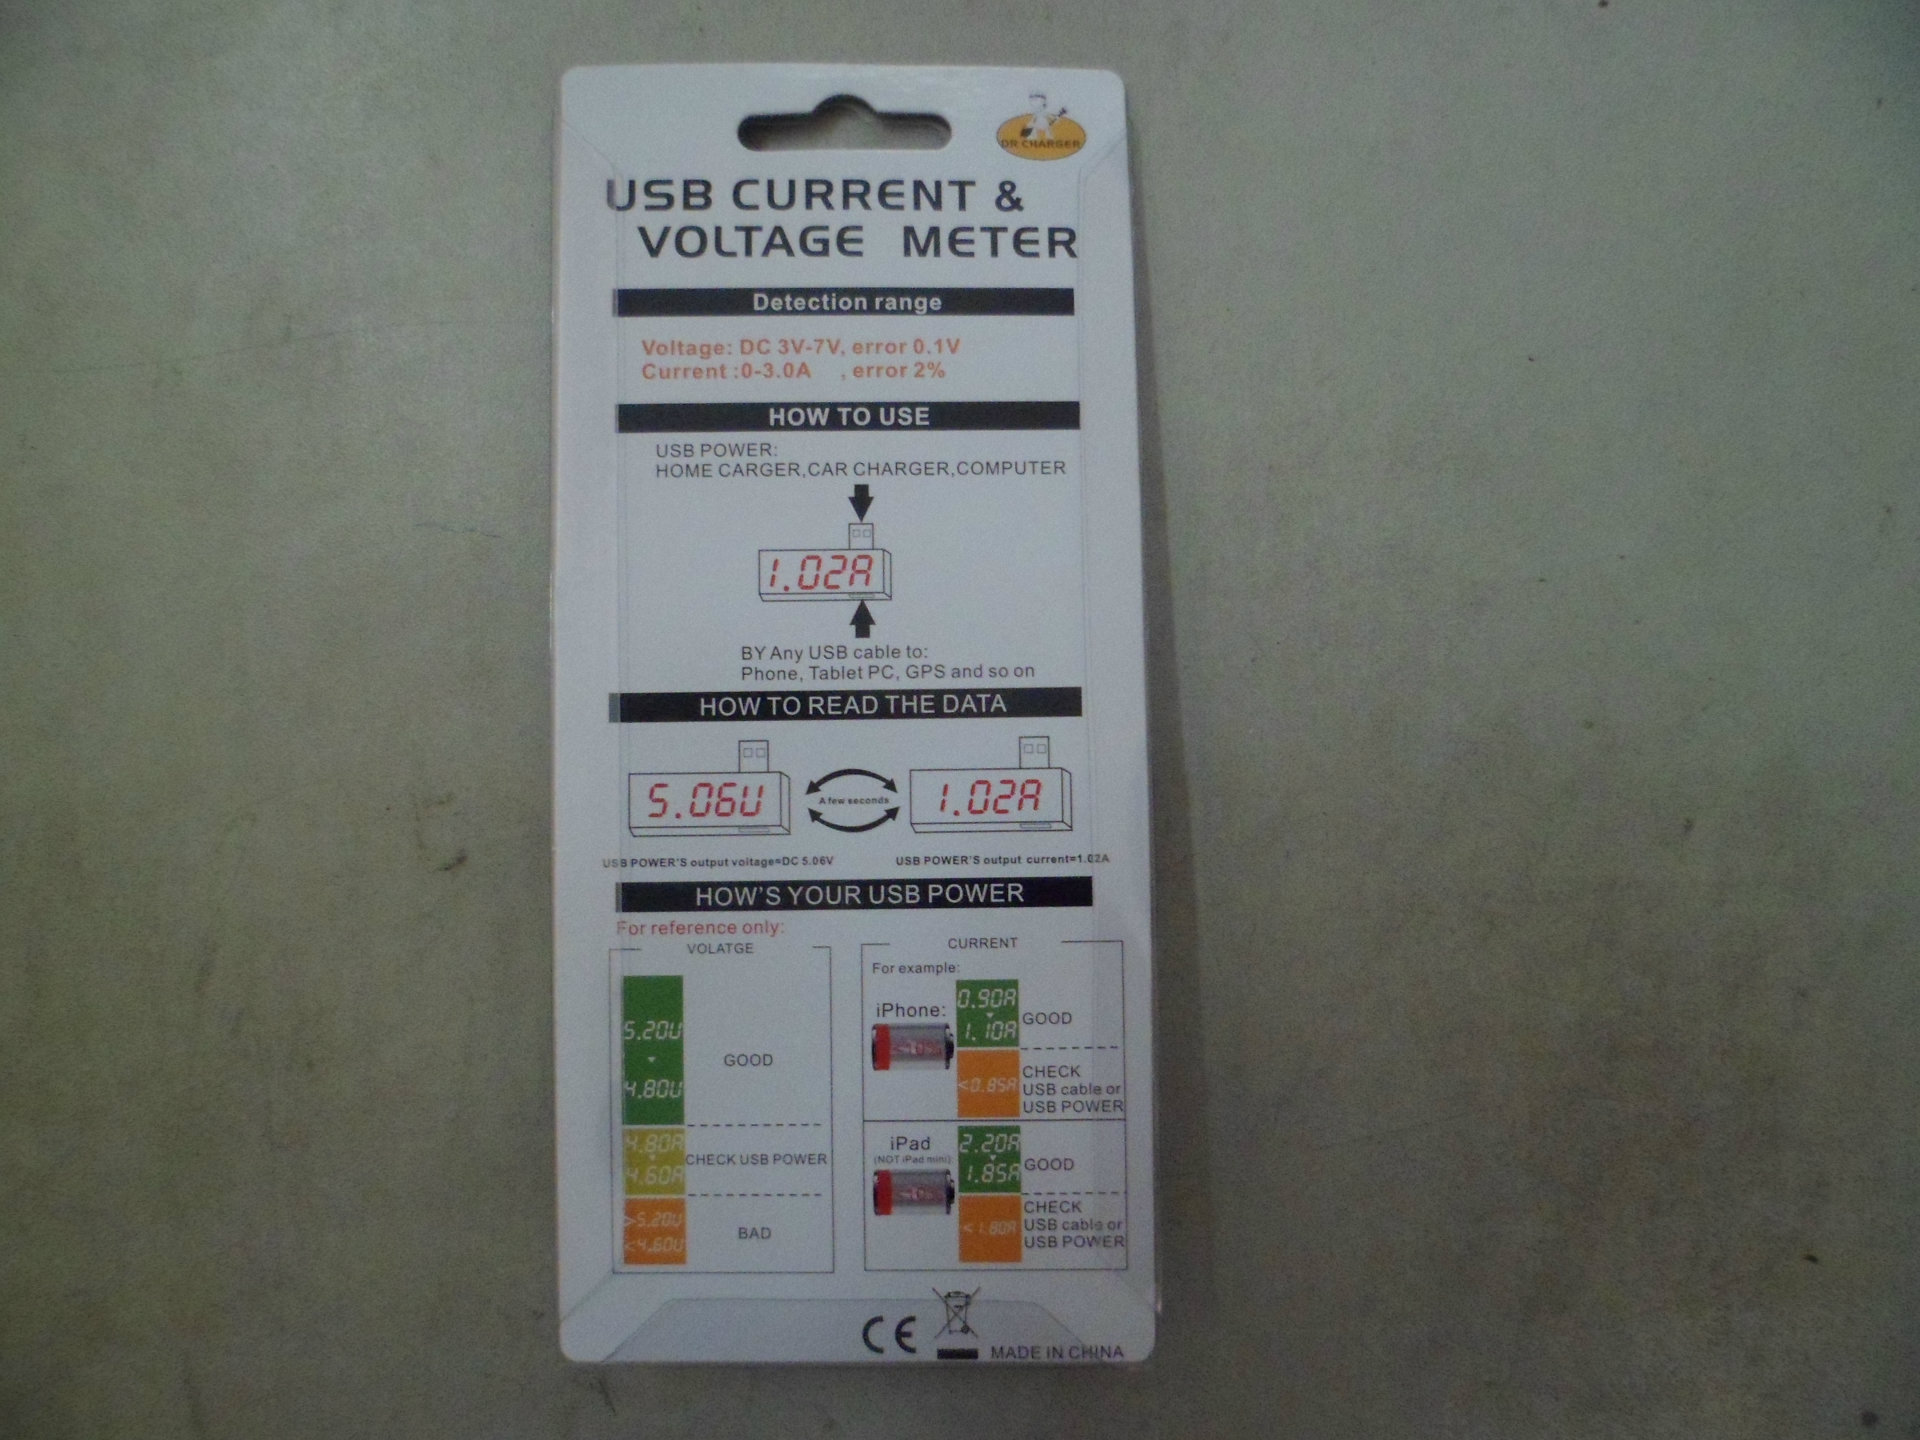 DR CHARGER
USB CURRENT &
VOLTAGE METER
Detection range
Voltage: DC 3V-7V, error 0.1V
Current :0-3.0A , error 2%
HOW TO USE
USB POWER:
HOME CARGER,CAR CHARGER,COMPUTER
1.02A
BY Any USB cable to:
Phone, Tablet PC, GPS and so on
HOW TO READ THE DATA
5.06U
A few seconds
1.02A
USB POWER'S output voltage=DC 5.06V
USB POWER'S output current=1.02A
HOW'S YOUR USB POWER
For reference only:
VOLATGE
5.20U
4.80U
GOOD
4.80A
4.60A
CHECK USB POWER
>5.20U
<4.60U
BAD
CURRENT
For example:
iPhone:
<10%
0.90A
1.10A
GOOD
<0.85A
CHECK
USB cable or
USB POWER
iPad
(NOT iPad mini)
2.20A
1.85A
GOOD
<1.80A
CHECK
USB cable or
USB POWER
CE
MADE IN CHINA